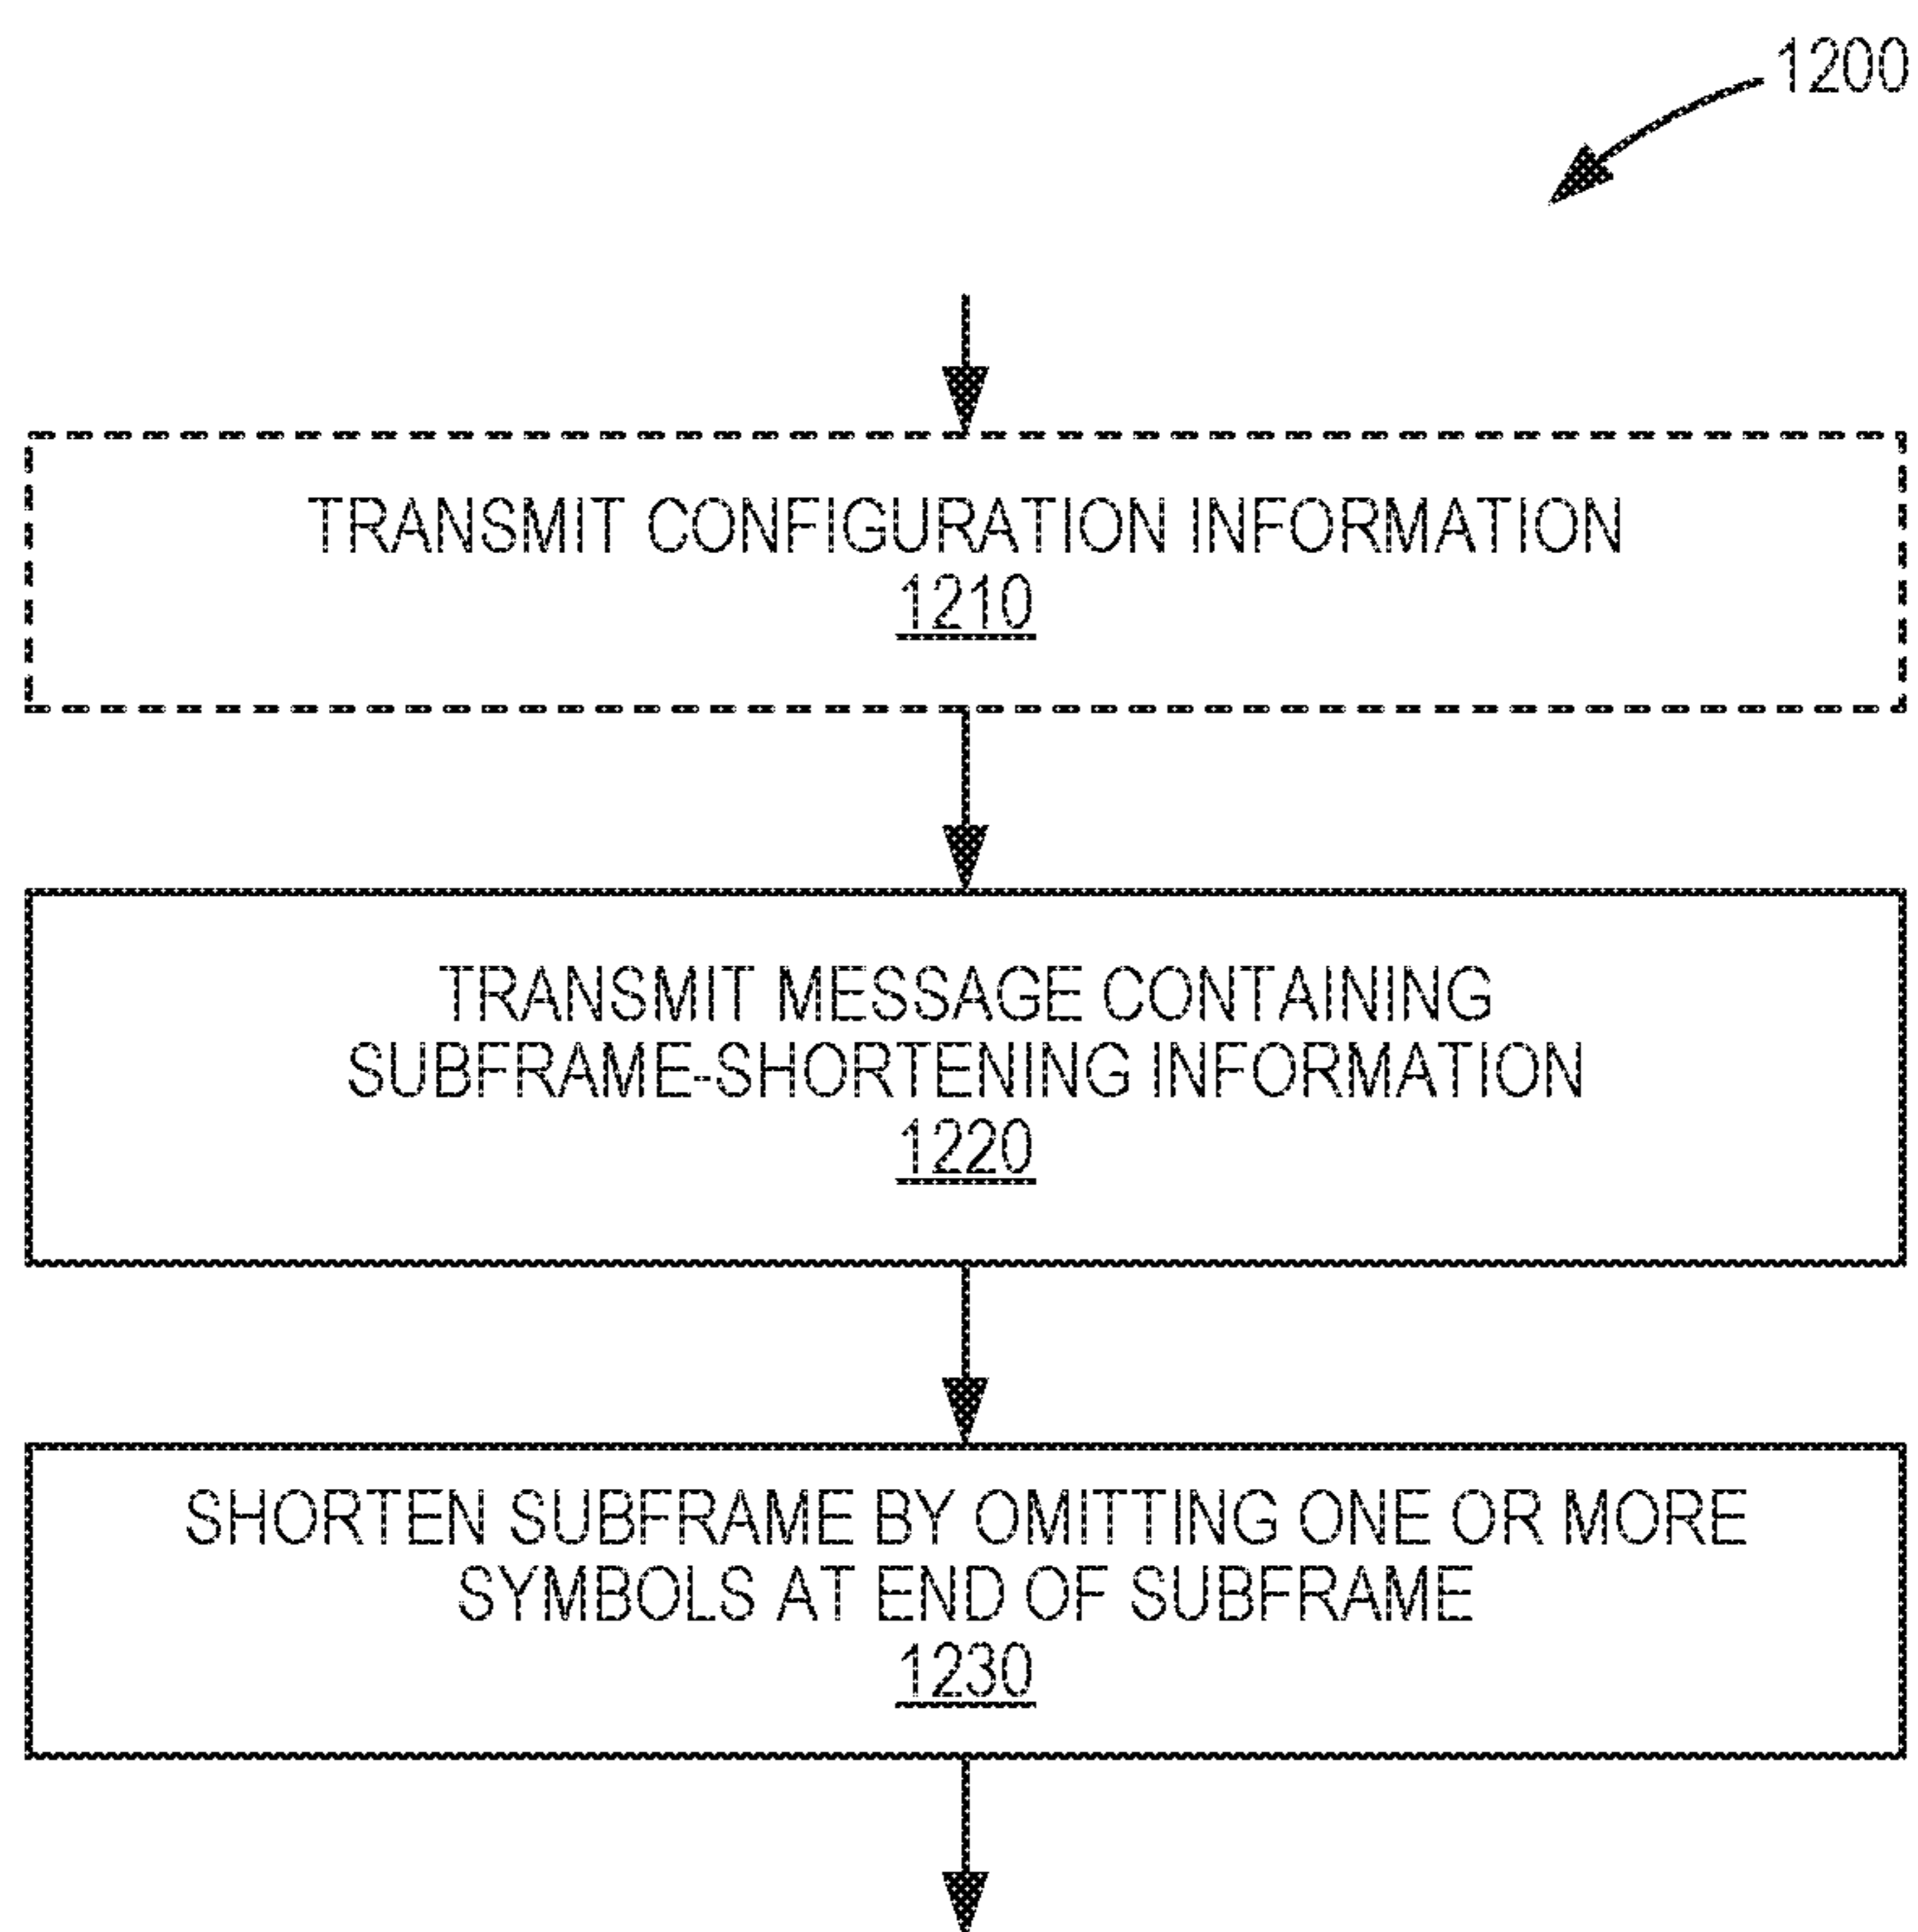 1200
TRANSMIT CONFIGURATION INFORMATION
1210
TRANSMIT MESSAGE CONTAINING
SUBFRAME-SHORTENING INFORMATION
1220
SHORTEN SUBFRAME BY OMITTING ONE OR MORE
SYMBOLS AT END OF SUBFRAME
1230